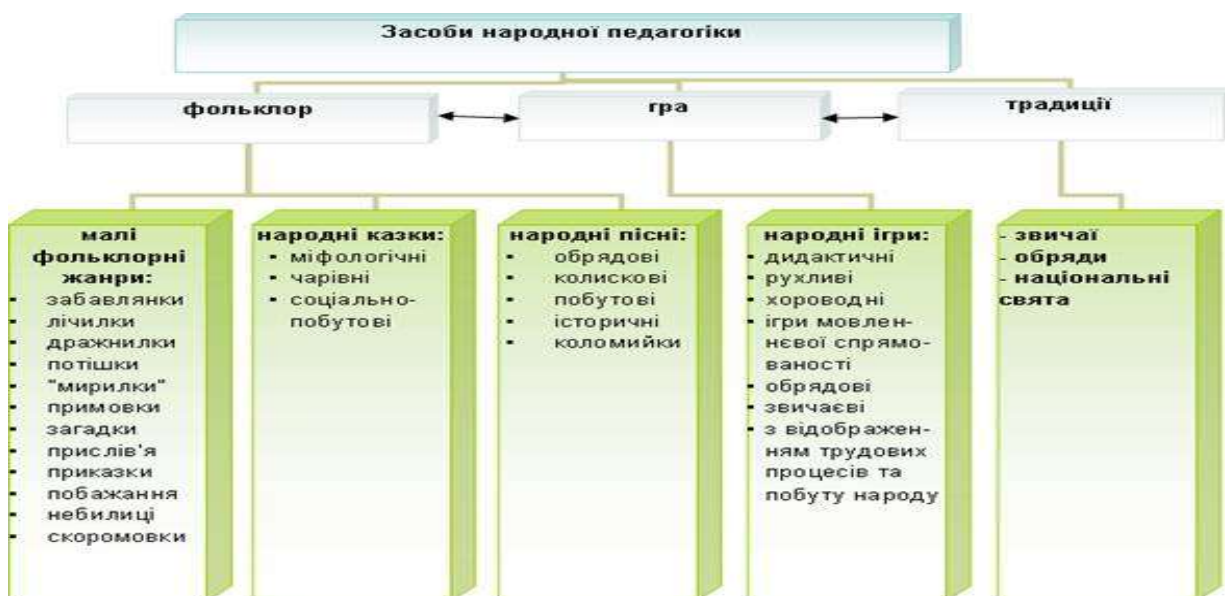 Засоби народної педагогіки
фольклор
гра
традиції
малі
фольклорні
жанри:
▪ забавлянки
▪ лічилки
▪ дражнилки
▪ потішки
▪ "мирилки"
▪ примовки
▪ загадки
▪ прислів'я
▪ приказки
▪ побажання
▪ небилиці
▪ скоромовки
народні казки:
▪ міфологічні
▪ чарівні
▪ соціально-
побутові
народні пісні:
▪ обрядові
▪ колискові
▪ побутові
▪ історичні
▪ коломийки
народні ігри:
▪ дидактичні
▪ рухливі
▪ хороводні
▪ ігри мовлен-
нєвої спрямо-
ваності
▪ обрядові
▪ звичаєві
▪ з відображен-
ням трудових
процесів та
побуту народу
- звичаї
- обряди
- національні
свята